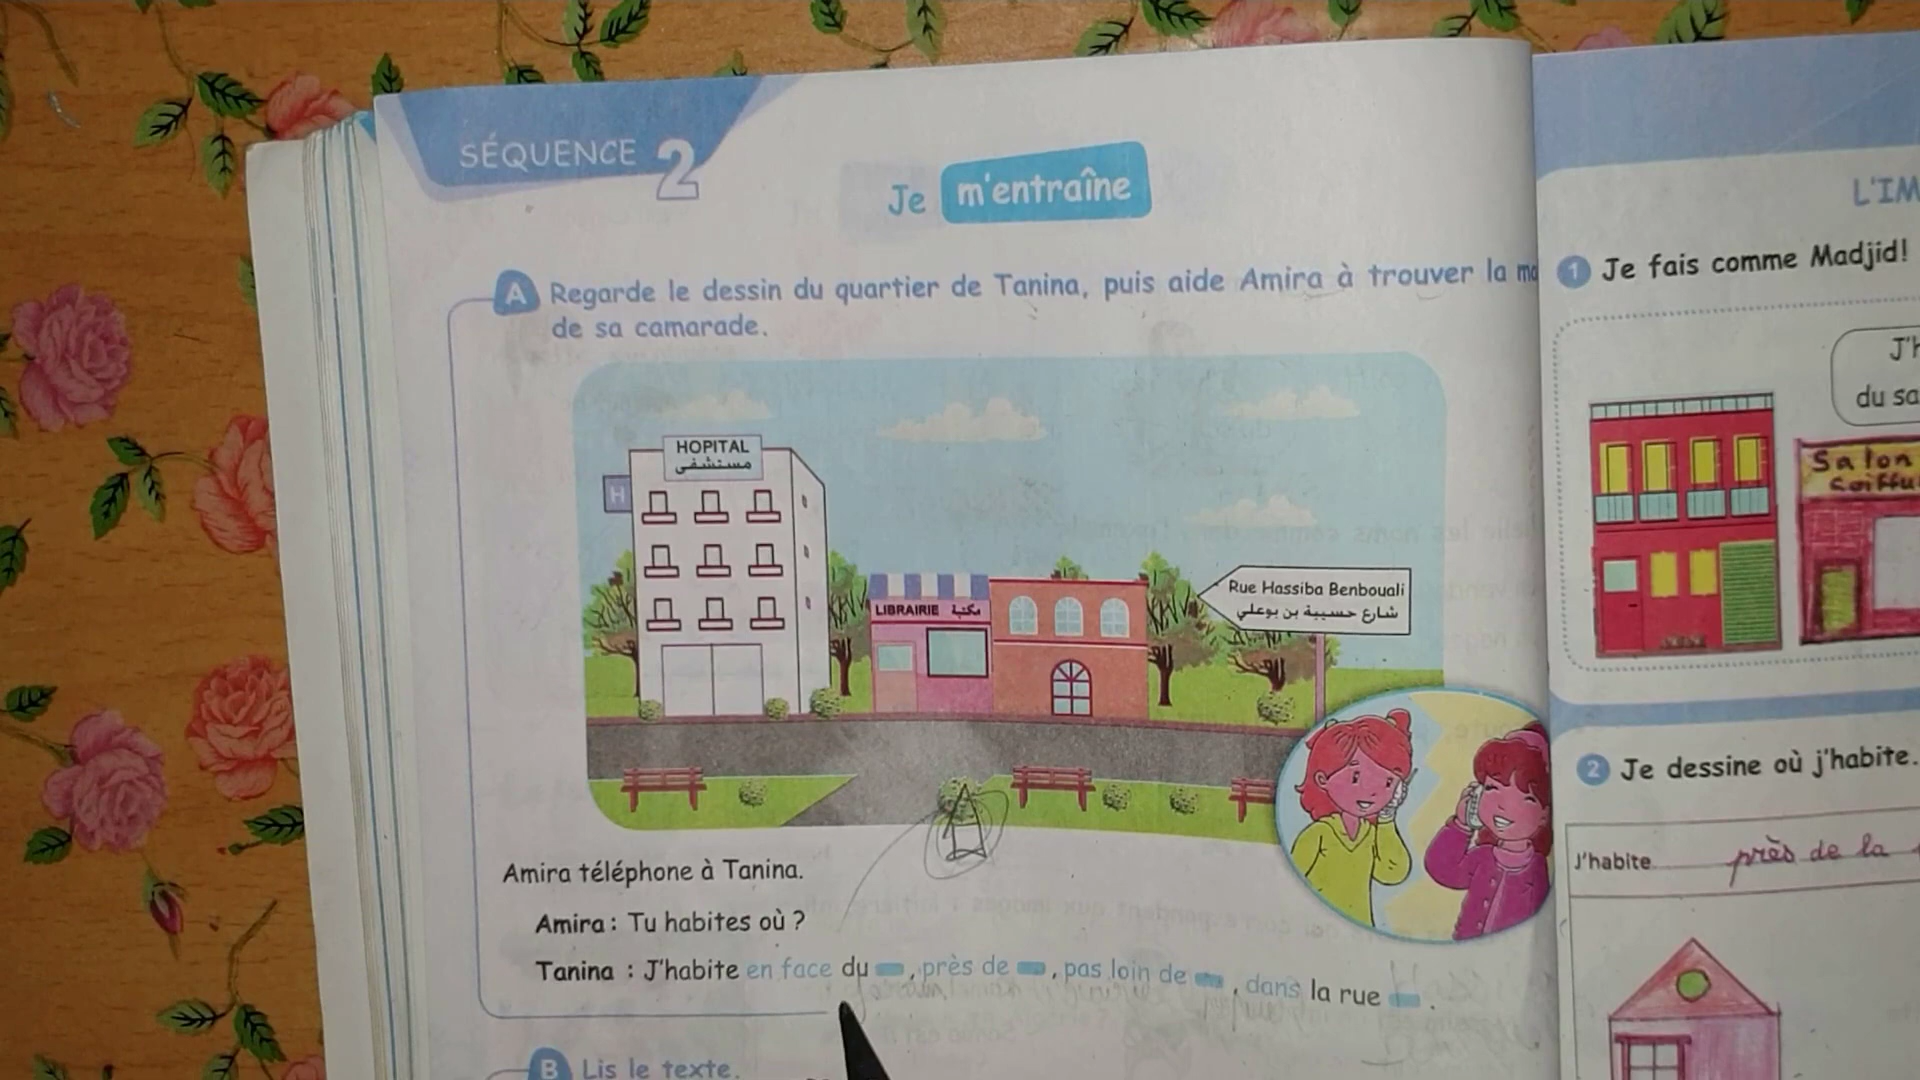 SÉQUENCE 2
Je m'entraîne
A Regarde le dessin du quartier de Tanina, puis aide Amira à trouver la
de sa camarade.
HOPITAL
مستشفى
H
LIBRAIRIE مكتبة
Rue Hassiba Benbouali
شارع حسيبة بن بوعلي
Amira téléphone à Tanina.
Amira : Tu habites où ?
Tanina : J'habite en face du , près de , pas loin de , dans la rue .
B Lis le texte.
L'IM
1 Je fais comme Madjid!
J'h
du sa
Salon
Coiffu
2 Je dessine où j'habite.
J'habite près de la